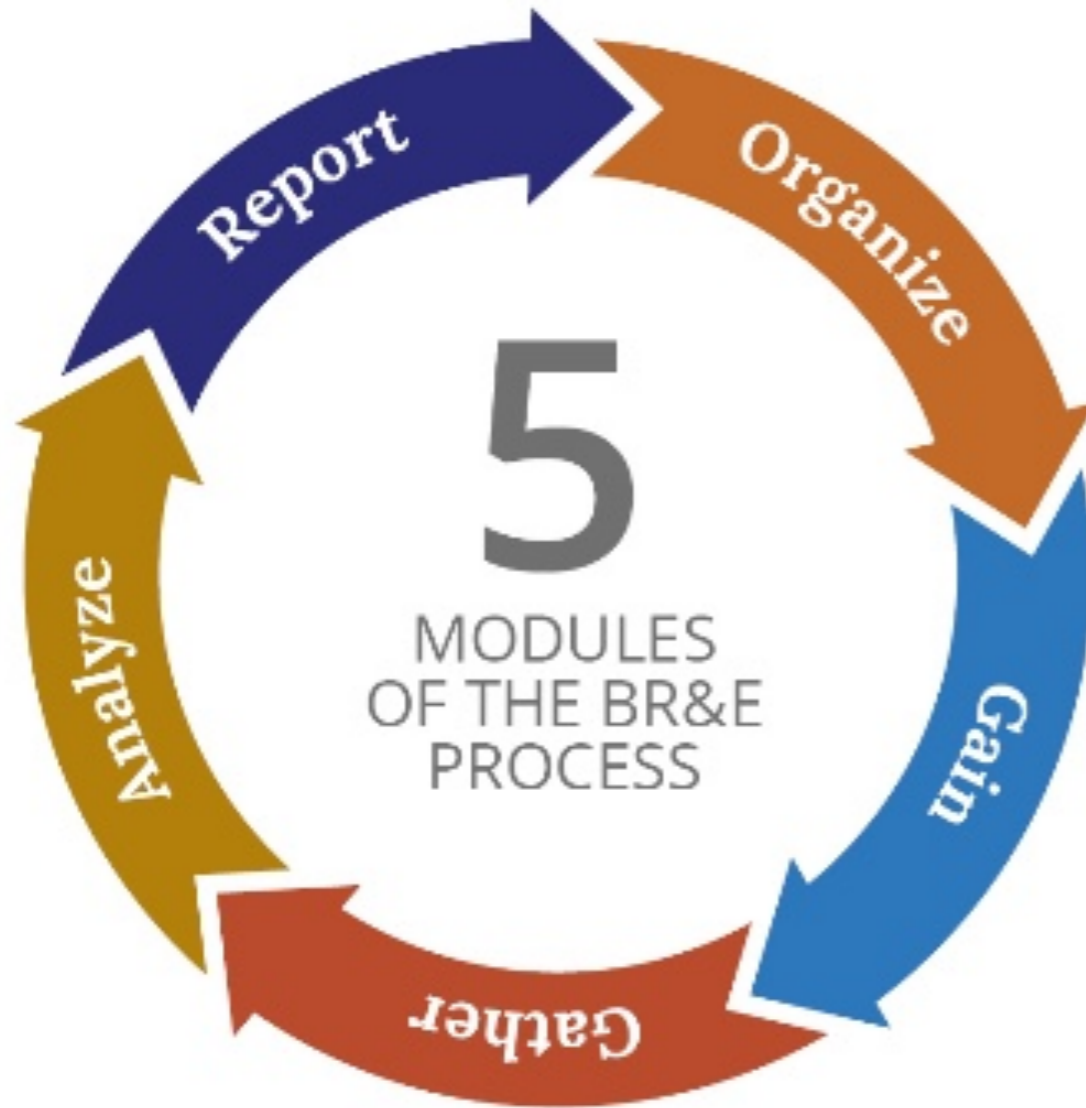 5
MODULES
OF THE BR&E
PROCESS
Organize
Gain
Gather
Analyze
Report